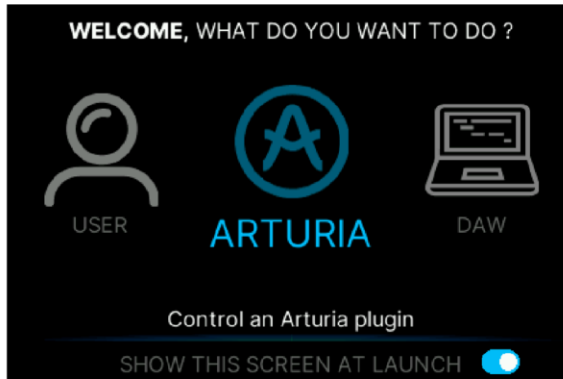 WELCOME, WHAT DO YOU WANT TO DO ?
USER
ARTURIA
DAW
Control an Arturia plugin
SHOW THIS SCREEN AT LAUNCH